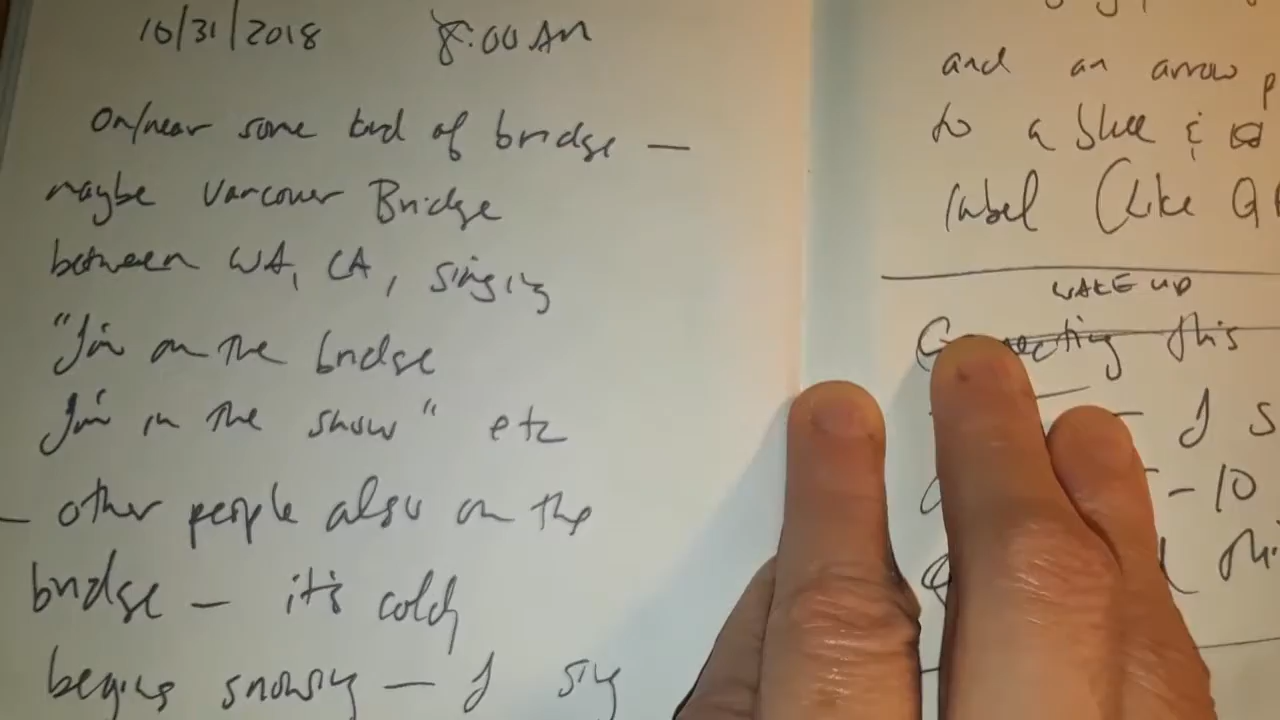 10/31/2018 8:00 AM
On/near some kind of bridge —
maybe Vancouver Bridge
between WA, CA, singing
"I'm on the bridge
I'm in the snow" etc
— other people also on the
bridge — it's cold
begins snowing — I sing
and an arrow p
to a blue &
label (like Q
WAKE UP
this
— I s
— 10